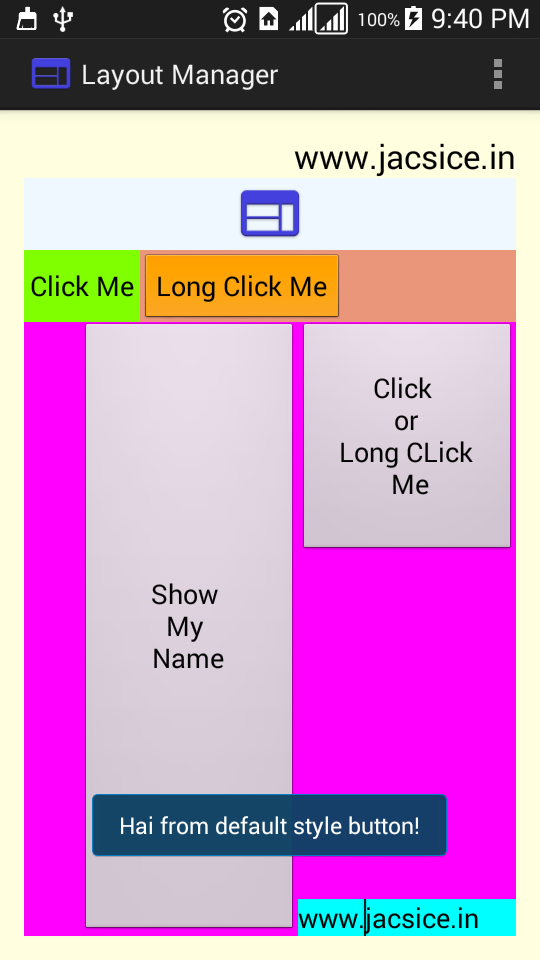 100% 9:40 PM
Layout Manager
www.jacsice.in
Click Me
Long Click Me
Click
or
Long CLick
Me
Show
My
Name
Hai from default style button!
www.jacsice.in